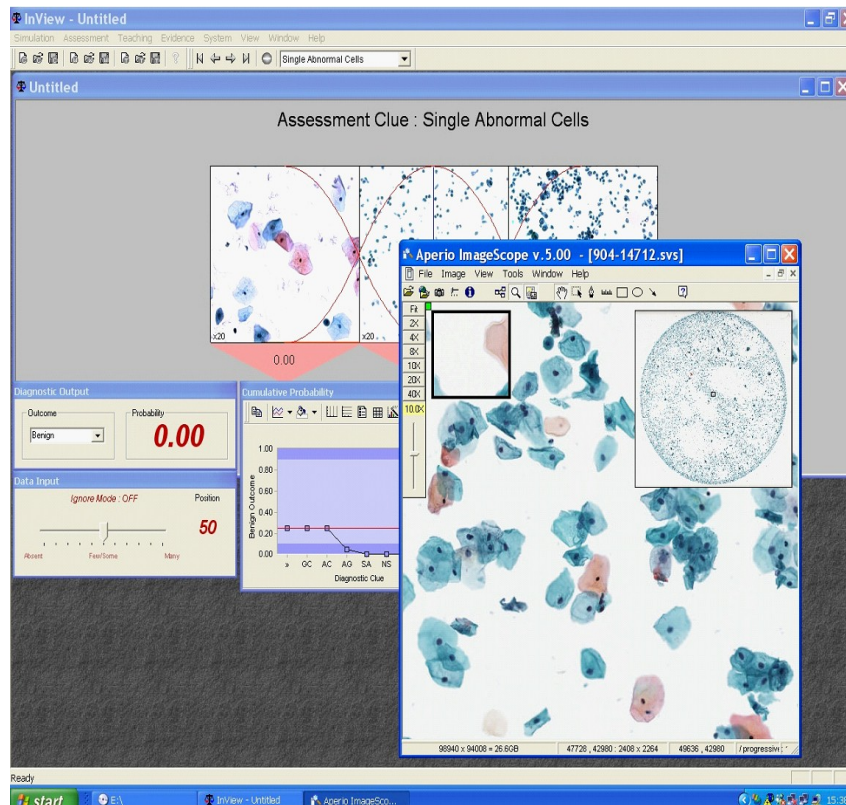 InView - Untitled
Simulation Assessment Teaching Evidence System View Window Help
Single Abnormal Cells
Untitled
Assessment Clue : Single Abnormal Cells
x20
x20
0.00
Aperio ImageScope v.5.00 - [904-14712.svs]
File Image View Tools Window Help
Fit
2X
4X
8X
10X
20X
40X
10.0X
Diagnostic Output
Outcome
Benign
Probability
0.00
Data Input
Ignore Mode : OFF
Position
50
Absent Few/Some Many
Cumulative Probability
Benign Outcome
1.00
0.80
0.60
0.40
0.20
0.00
» GC AC AG SA NS
Diagnostic Clue
98940 x 94008 = 26.6GB 47728 , 42980 : 2408 x 2264 49636 , 42980 /progressive
Ready
start E:\ InView - Untitled Aperio ImageSco... 15:30